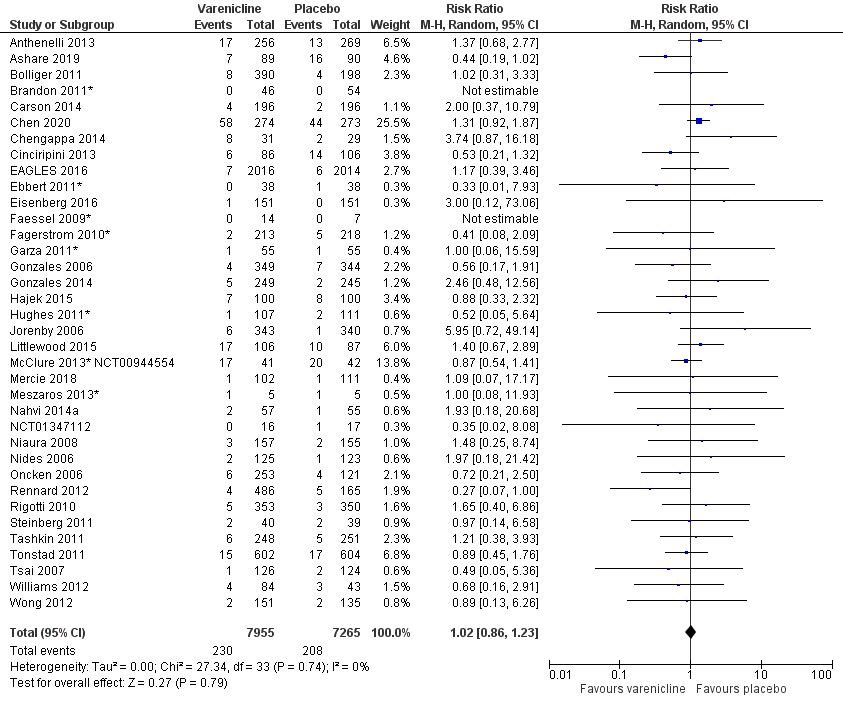 Varenicline Placebo Risk Ratio Risk Ratio
Study or Subgroup Events Total Events Total Weight M-H, Random, 95% CI M-H, Random, 95% CI
Anthenelli 2013 17 256 13 269 6.5% 1.37 [0.68, 2.77]
Ashare 2019 7 89 16 90 4.6% 0.44 [0.19, 1.02]
Bolliger 2011 8 390 4 198 2.3% 1.02 [0.31, 3.33]
Brandon 2011* 0 46 0 54 Not estimable
Carson 2014 4 196 2 196 1.1% 2.00 [0.37, 10.79]
Chen 2020 58 274 44 273 25.5% 1.31 [0.92, 1.87]
Chengappa 2014 8 31 2 29 1.5% 3.74 [0.87, 16.18]
Cinciripini 2013 6 86 14 106 3.8% 0.53 [0.21, 1.32]
EAGLES 2016 7 2016 6 2014 2.7% 1.17 [0.39, 3.46]
Ebbert 2011* 0 38 1 38 0.3% 0.33 [0.01, 7.93]
Eisenberg 2016 1 151 0 151 0.3% 3.00 [0.12, 73.06]
Faessel 2009* 0 14 0 7 Not estimable
Fagerstrom 2010* 2 213 5 218 1.2% 0.41 [0.08, 2.09]
Garza 2011* 1 55 1 55 0.4% 1.00 [0.06, 15.59]
Gonzales 2006 4 349 7 344 2.2% 0.56 [0.17, 1.91]
Gonzales 2014 5 249 2 245 1.2% 2.46 [0.48, 12.56]
Hajek 2015 7 100 8 100 3.4% 0.88 [0.33, 2.32]
Hughes 2011* 1 107 2 111 0.6% 0.52 [0.05, 5.64]
Jorenby 2006 6 343 1 340 0.7% 5.95 [0.72, 49.14]
Littlewood 2015 17 106 10 87 6.2% 1.40 [0.67, 2.89]
McClure 2013* NCT00944554 17 41 20 42 13.8% 0.87 [0.54, 1.41]
Mercie 2018 1 102 1 111 0.4% 1.09 [0.07, 17.17]
Meszaros 2013* 1 5 1 5 0.6% 1.00 [0.08, 11.93]
Nahvi 2014a 2 57 1 55 0.6% 1.93 [0.18, 20.68]
NCT01347112 0 16 1 17 0.3% 0.35 [0.02, 8.08]
Niaura 2008 3 157 2 155 1.0% 1.48 [0.25, 8.74]
Nides 2006 2 125 1 123 0.6% 1.97 [0.18, 21.42]
Oncken 2006 6 253 4 121 2.1% 0.72 [0.21, 2.50]
Rennard 2012 4 486 5 165 1.9% 0.27 [0.07, 1.00]
Rigotti 2010 5 353 3 350 1.6% 1.65 [0.40, 6.86]
Steinberg 2011 2 40 2 39 0.9% 0.97 [0.14, 6.58]
Tashkin 2011 6 248 5 251 2.3% 1.21 [0.38, 3.93]
Tonstad 2011 15 602 17 604 6.8% 0.89 [0.45, 1.76]
Tsai 2007 1 126 2 124 0.6% 0.49 [0.05, 5.36]
Williams 2012 4 84 3 43 1.5% 0.68 [0.16, 2.91]
Wong 2012 2 151 2 135 0.8% 0.89 [0.13, 6.26]
Total (95% CI) 7955 7265 100.0% 1.02 [0.86, 1.23]
Total events 230 208
Heterogeneity: Tau² = 0.00; Chi² = 27.34, df = 33 (P = 0.74); I² = 0%
Test for overall effect: Z = 0.27 (P = 0.79)
0.01 0.1 1 10 100
Favours varenicline Favours placebo